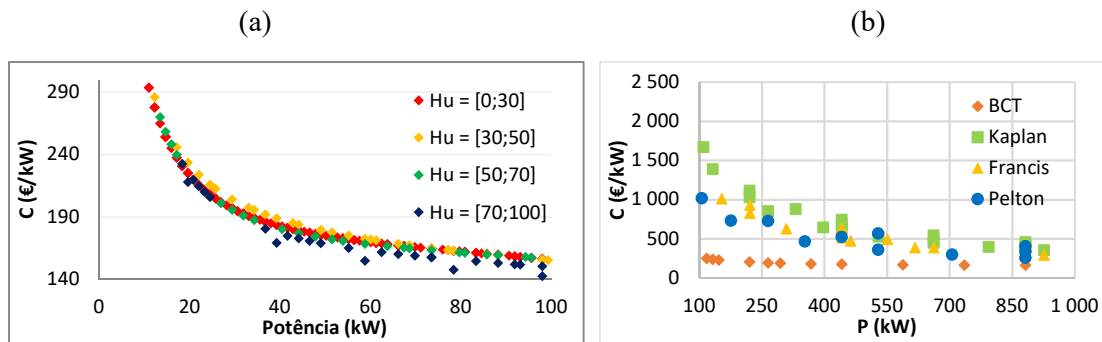 (a)
(b)
290
240
190
140
C (€/kW)
0
20
40
60
80
100
Potência (kW)
Hu = [0;30]
Hu = [30;50]
Hu = [50;70]
Hu = [70;100]
2 500
2 000
1 500
1 000
500
0
C (€/kW)
100
250
400
550
700
850
1 000
P (kW)
BCT
Kaplan
Francis
Pelton